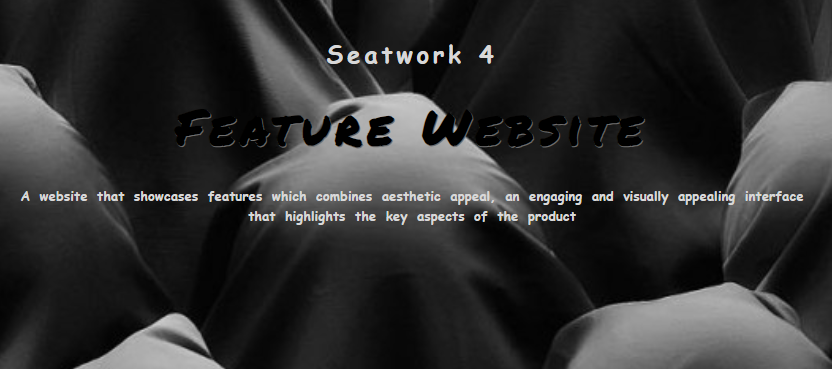 Seatwork 4
Feature Website
A website that showcases features which combines aesthetic appeal, an engaging and visually appealing interface
that highlights the key aspects of the product